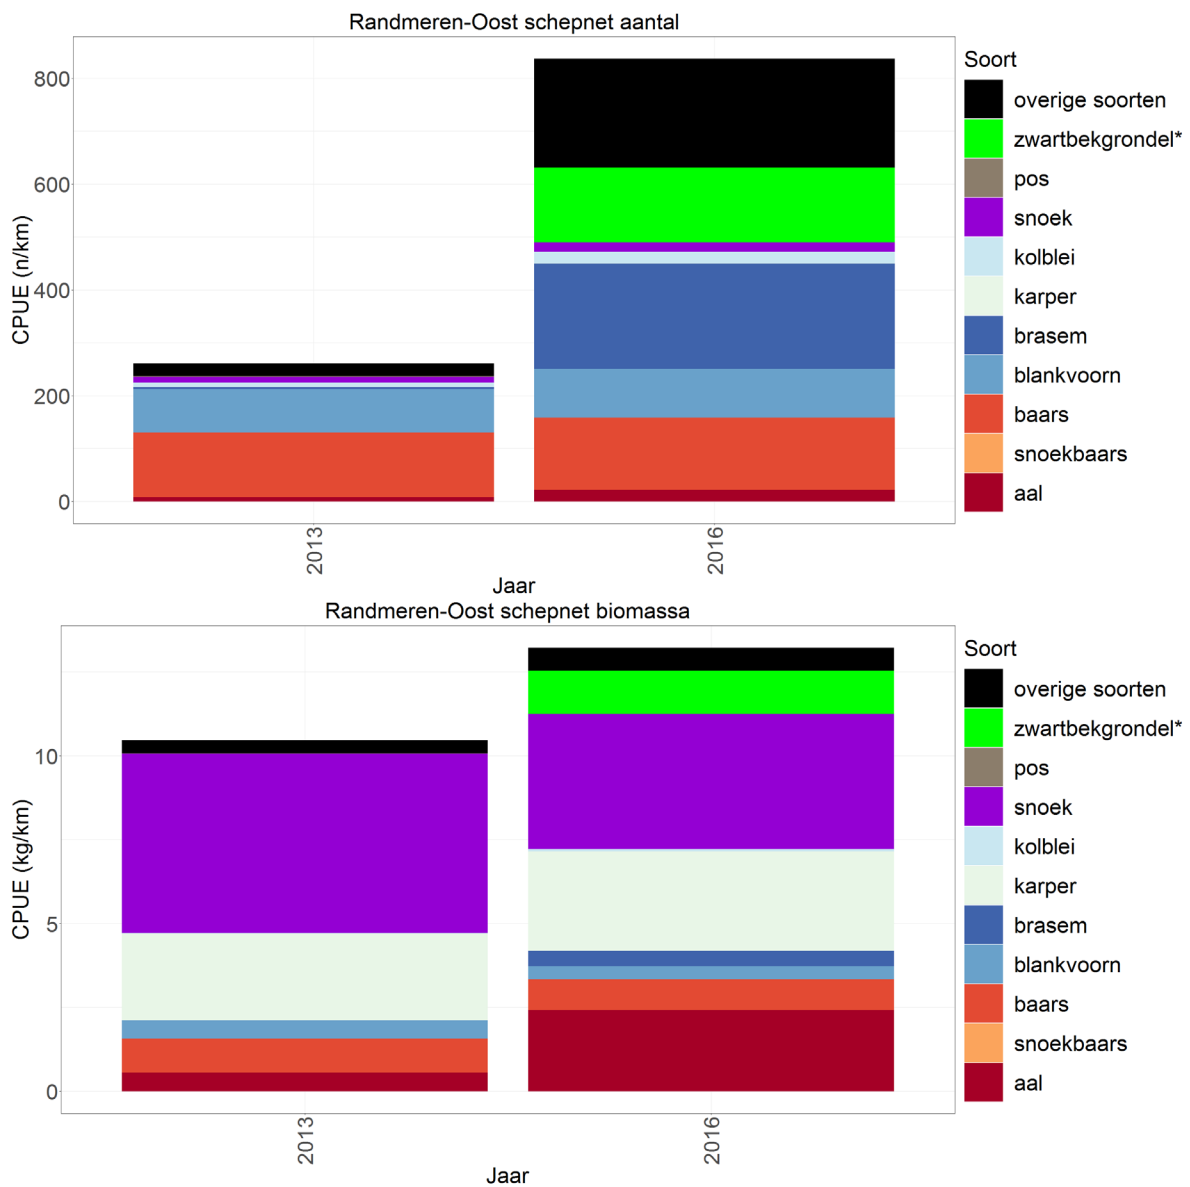 Randmeren-Oost schepnet aantal
CPUE (n/km)
800
600
400
200
0
2013
2016
Jaar
Soort
overige soorten
zwartbekgrondel*
pos
snoek
kolblei
karper
brasem
blankvoorn
baars
snoekbaars
aal
Randmeren-Oost schepnet biomassa
CPUE (kg/km)
10
5
0
2013
2016
Jaar
Soort
overige soorten
zwartbekgrondel*
pos
snoek
kolblei
karper
brasem
blankvoorn
baars
snoekbaars
aal